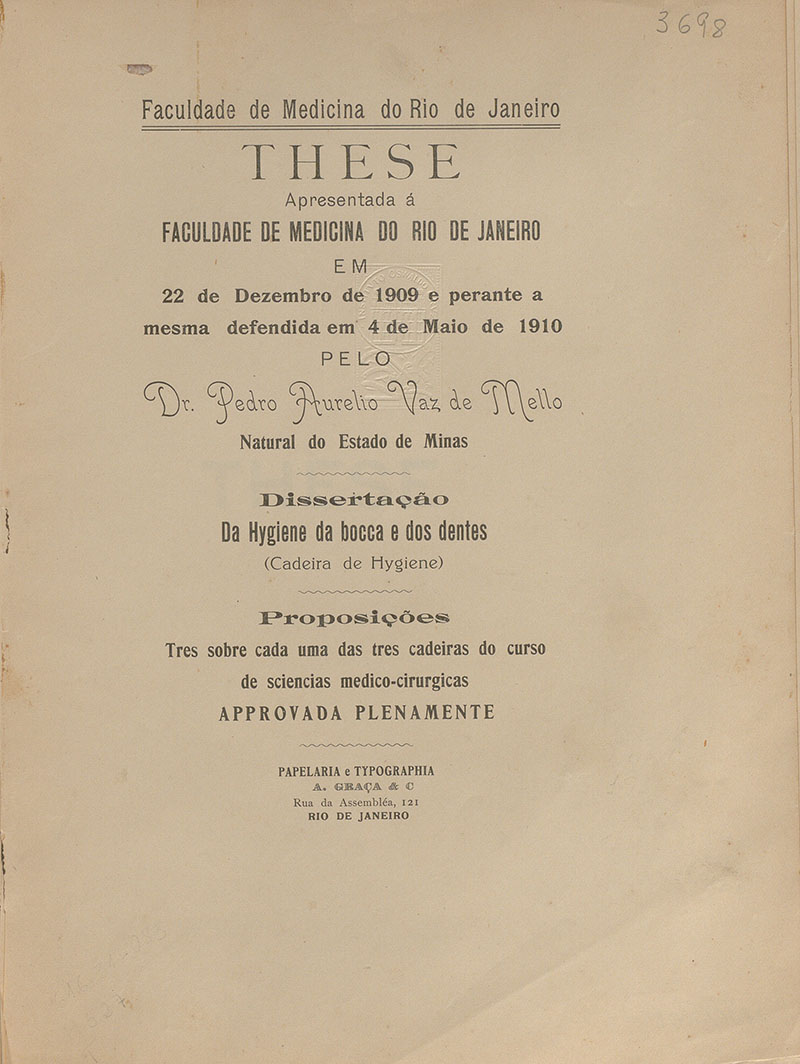 3698
Faculdade de Medicina do Rio de Janeiro
THESE
Apresentada á
FACULDADE DE MEDICINA DO RIO DE JANEIRO
EM
22 de Dezembro de 1909 e perante a
mesma defendida em 4 de Maio de 1910
PELO
Dr. Pedro Aurelio Vaz de Mello
Natural do Estado de Minas
Dissertação
Da Hygiene da bocca e dos dentes
(Cadeira de Hygiene)
Proposições
Tres sobre cada uma das tres cadeiras do curso
de sciencias medico-cirurgicas
APPROVADA PLENAMENTE
PAPELARIA e TYPOGRAPHIA
A. GRAÇA & C
Rua da Assembléa, 121
RIO DE JANEIRO